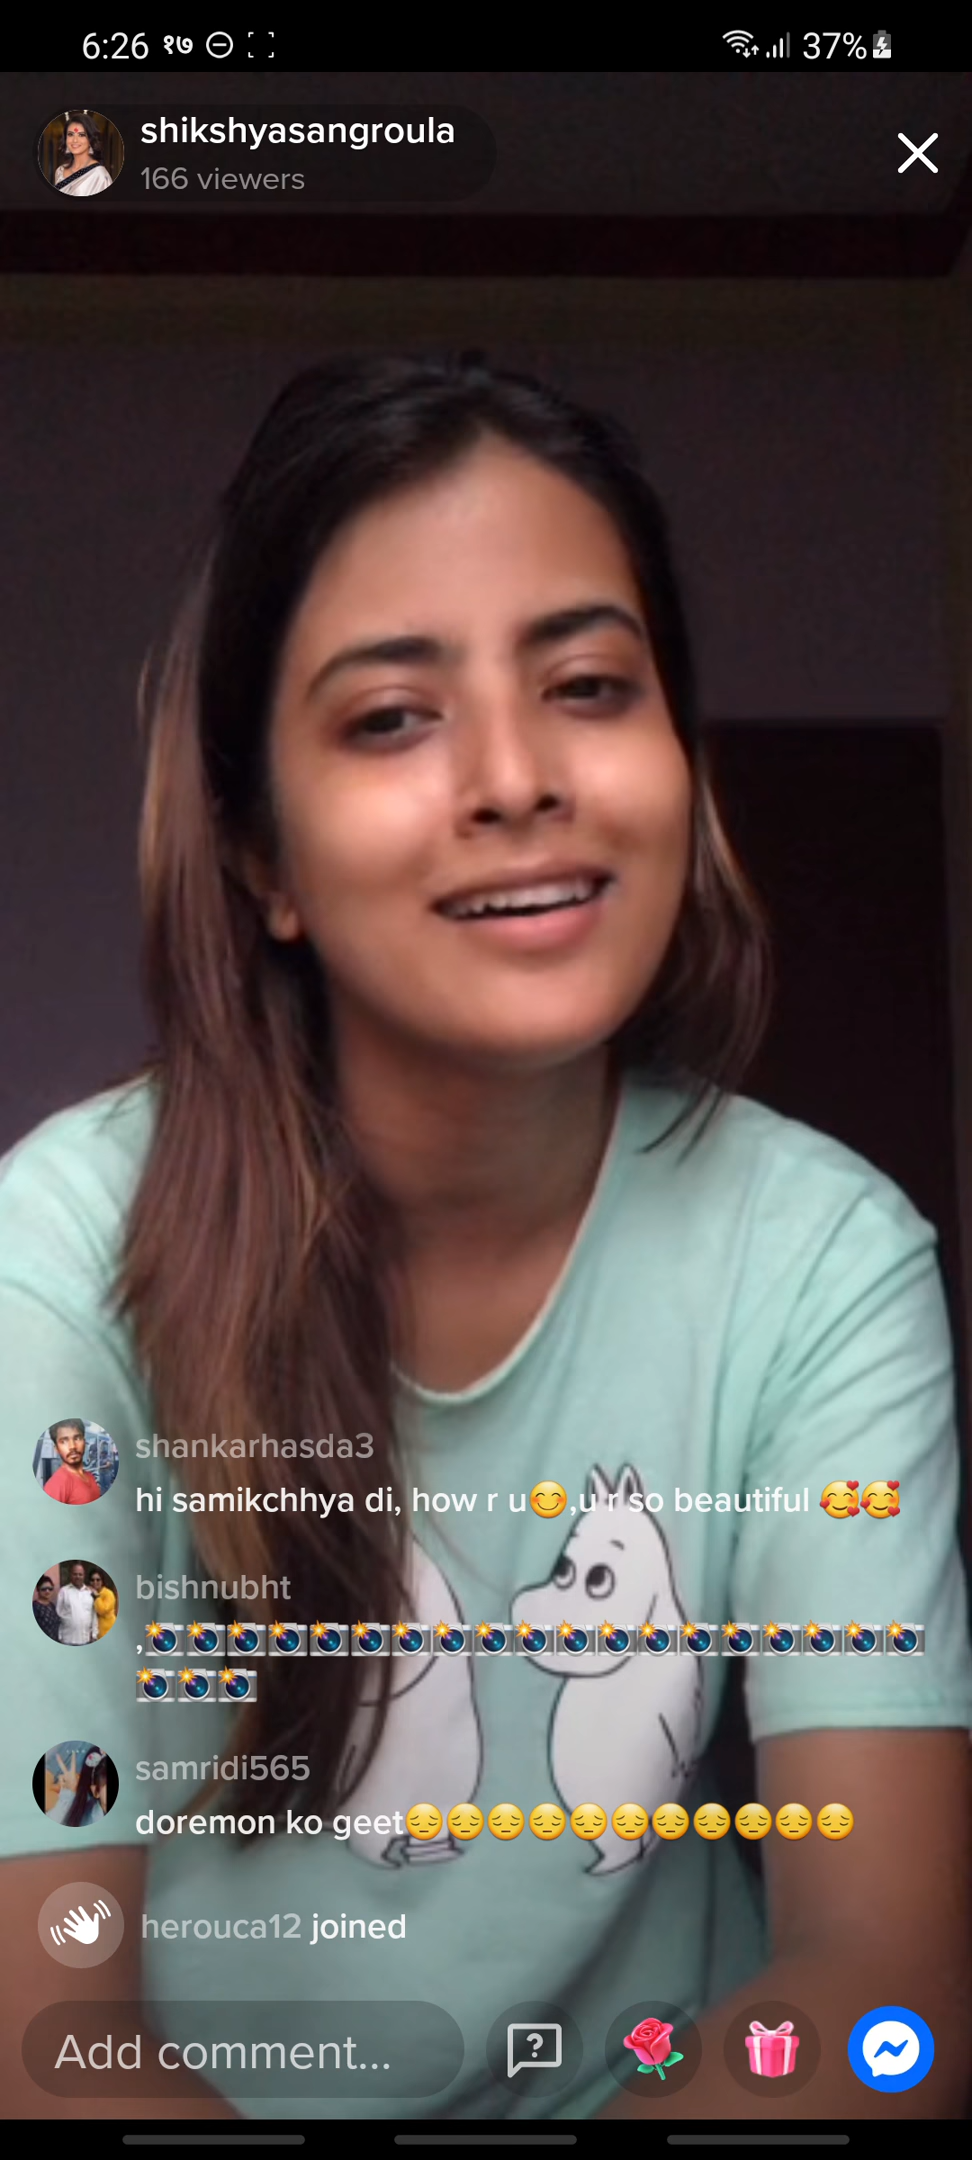 6:26 १७ 37%
shikshyasangroula
166 viewers
shankarhasda3
hi samikchhya di, how r u😊,u r so beautiful 🥰🥰
bishnubht
,📸📸📸📸📸📸📸📸📸📸📸📸📸📸📸📸📸📸📸
📸📸📸
samridi565
doremon ko geet😔😔😔😔😔😔😔😔😔😔😔
herouca12 joined
Add comment...